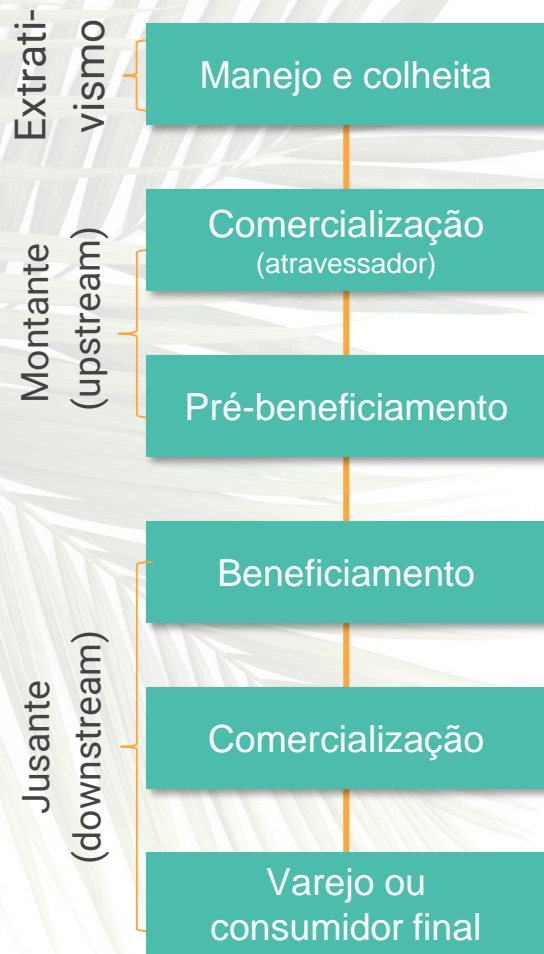 Extrati-
vismo
Manejo e colheita
Montante
(upstream)
Comercialização
(atravessador)
Pré-beneficiamento
Jusante
(downstream)
Beneficiamento
Comercialização
Varejo ou
consumidor final